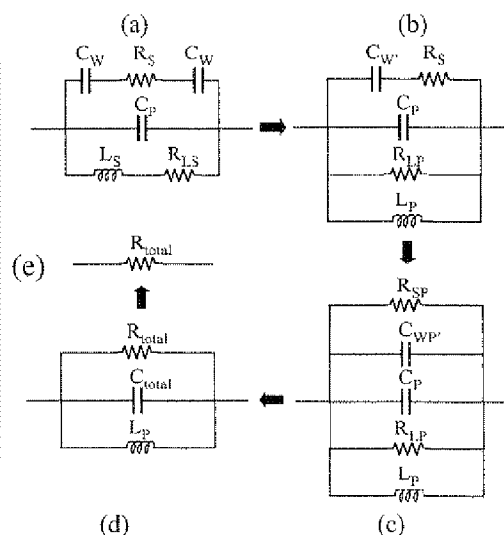 (a)
C_W R_S C_W
C_P
L_S R_LS
(b)
C_W' R_S
C_P
R_LP
L_P
(e)
R_total
R_total
C_total
L_P
(d)
R_SP
C_WP'
C_P
R_LP
L_P
(c)